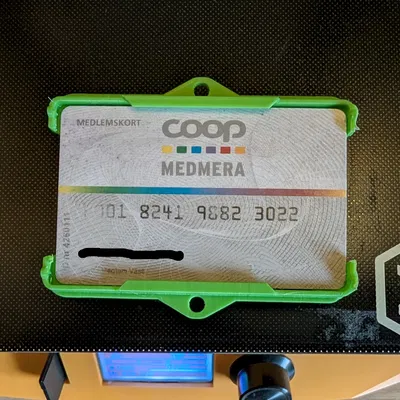 MEDLEMSKORT
coop
MEDMERA
101 8241 9882 3022